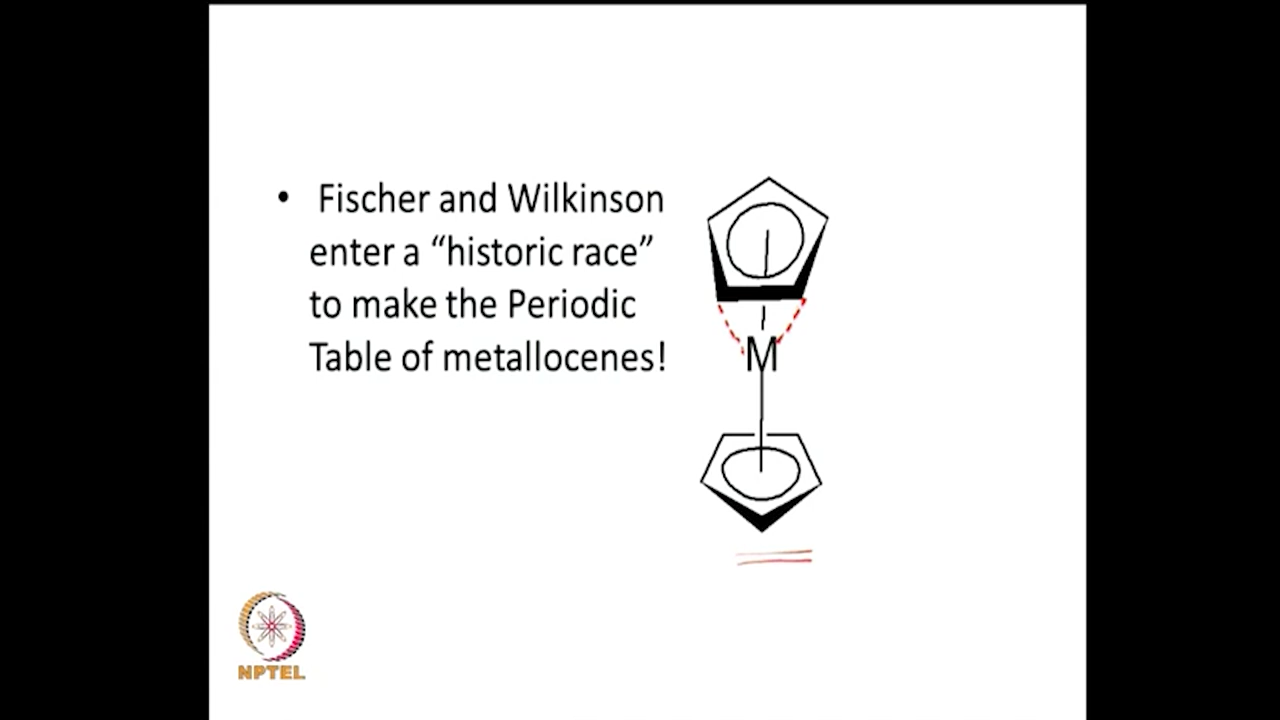 • Fischer and Wilkinson
enter a “historic race”
to make the Periodic
Table of metallocenes!
M
NPTEL